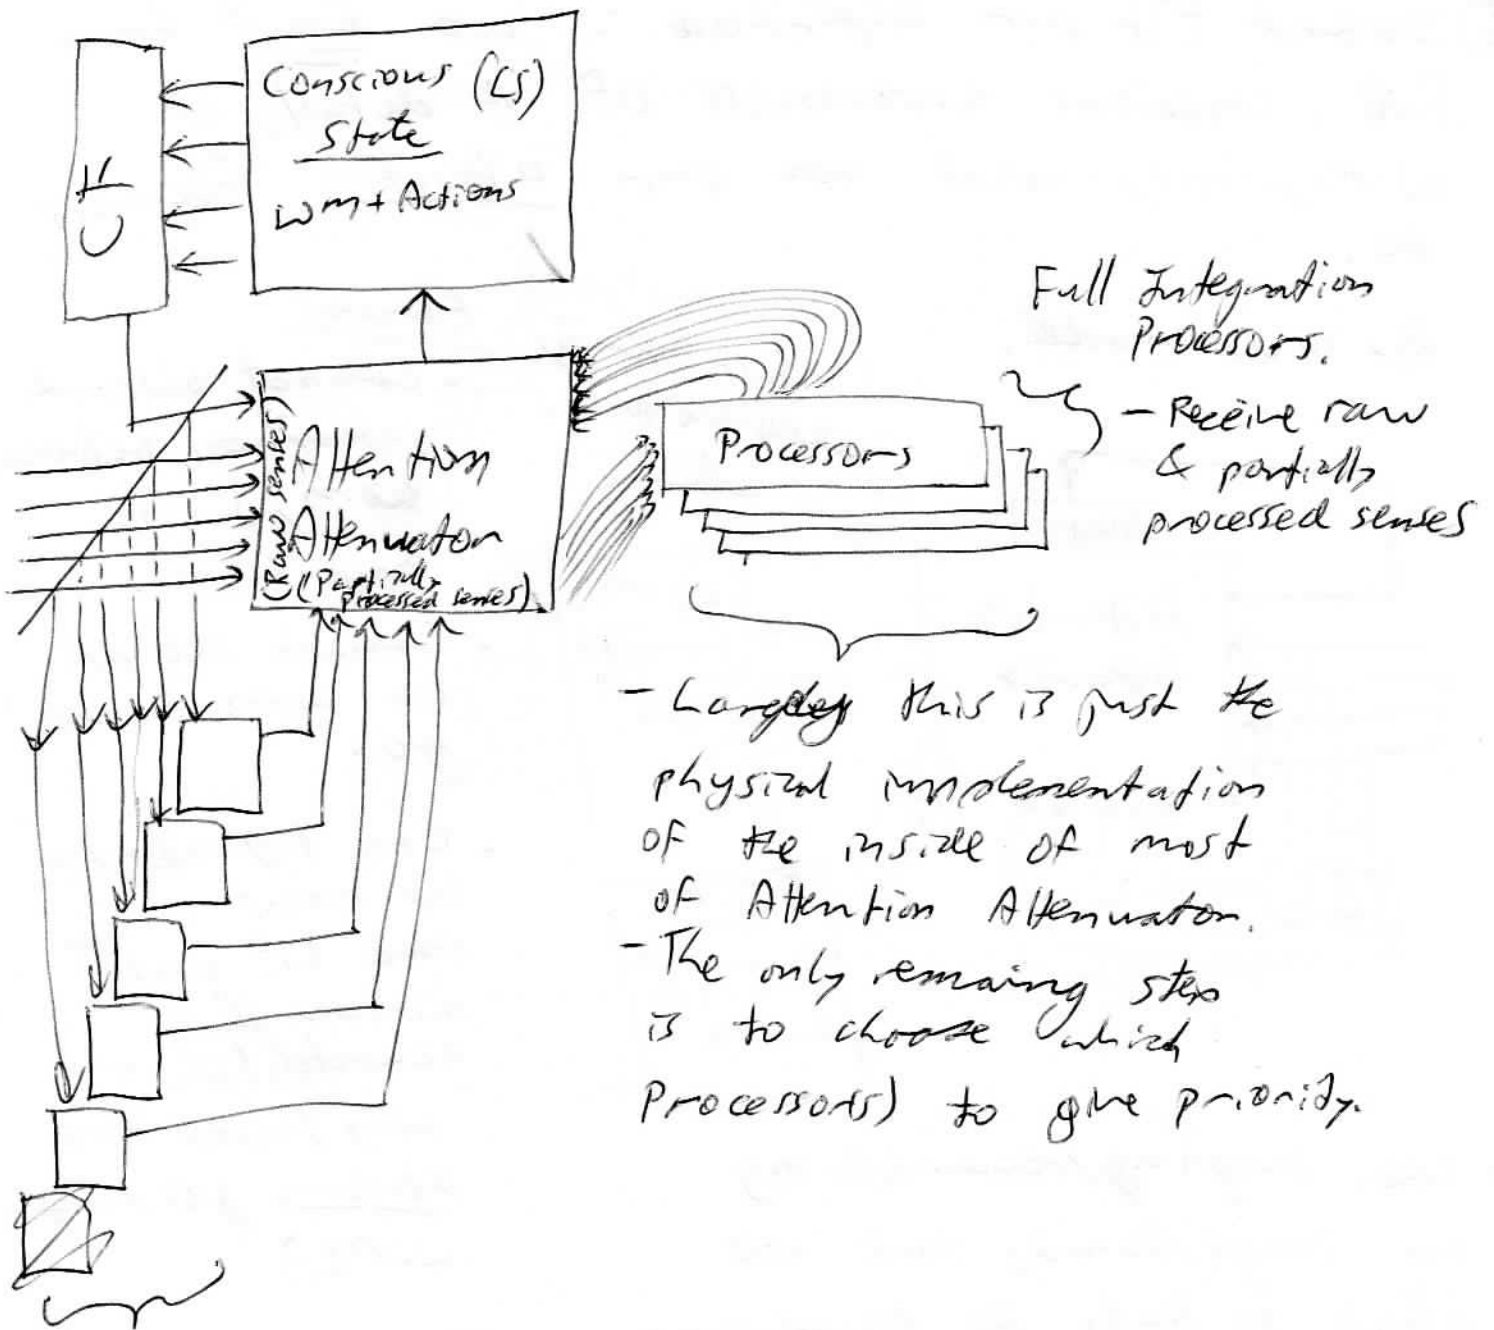 Conscious (CS)
State
WM + Actions
CF
(Raw senses)
Attention
Attenuator
(Partially
processed senses)
Processors
Full Integration
Processors.
- Receive raw
& partially
processed senses
- Largely this is just the
physical implementation
of the inside of most
of Attention Attenuator.
- The only remaining step
is to choose which
Processor(s) to give priority.